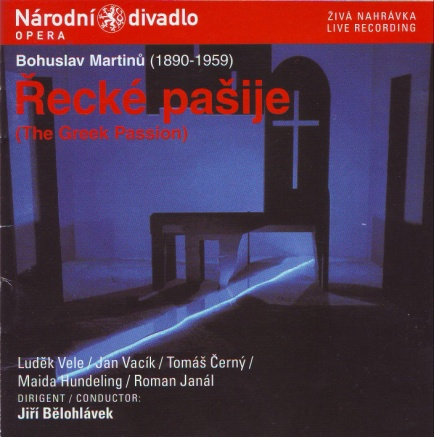 Národní divadlo
OPERA
ŽIVÁ NAHRÁVKA
LIVE RECORDING
Bohuslav Martinů (1890-1959)
Řecké pašije
(The Greek Passion)
Luděk Vele / Jan Vacík / Tomáš Černý /
Maida Hundeling / Roman Janál
DIRIGENT / CONDUCTOR:
Jiří Bělohlávek